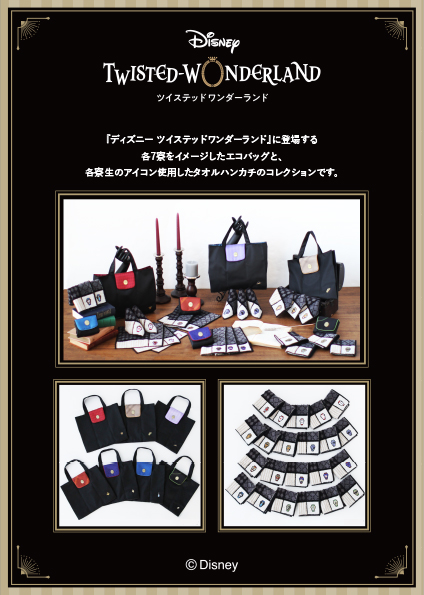 Disney
TWISTED-WONDERLAND
ツイステッドワンダーランド
『ディズニー ツイステッドワンダーランド』に登場する
各7寮をイメージしたエコバッグと、
各寮生のアイコン使用したタオルハンカチのコレクションです。
© Disney